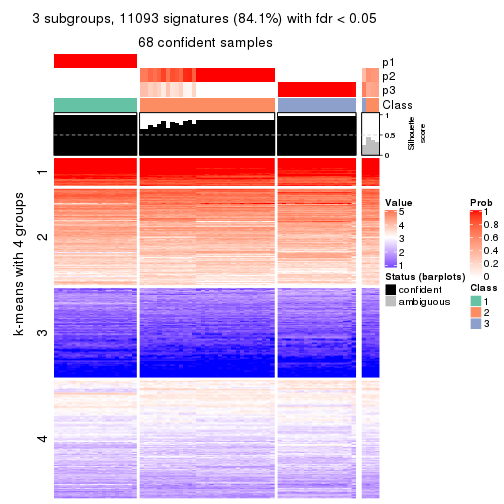 3 subgroups, 11093 signatures (84.1%) with fdr < 0.05
68 confident samples
p1
p2
p3
Class
1
0.5
0
Silhouette
score
k-means with 4 groups
1
2
3
4
Value
5
4
3
2
1
Status (barplots)
confident
ambiguous
Prob
1
0.8
0.6
0.4
0.2
0
Class
1
2
3